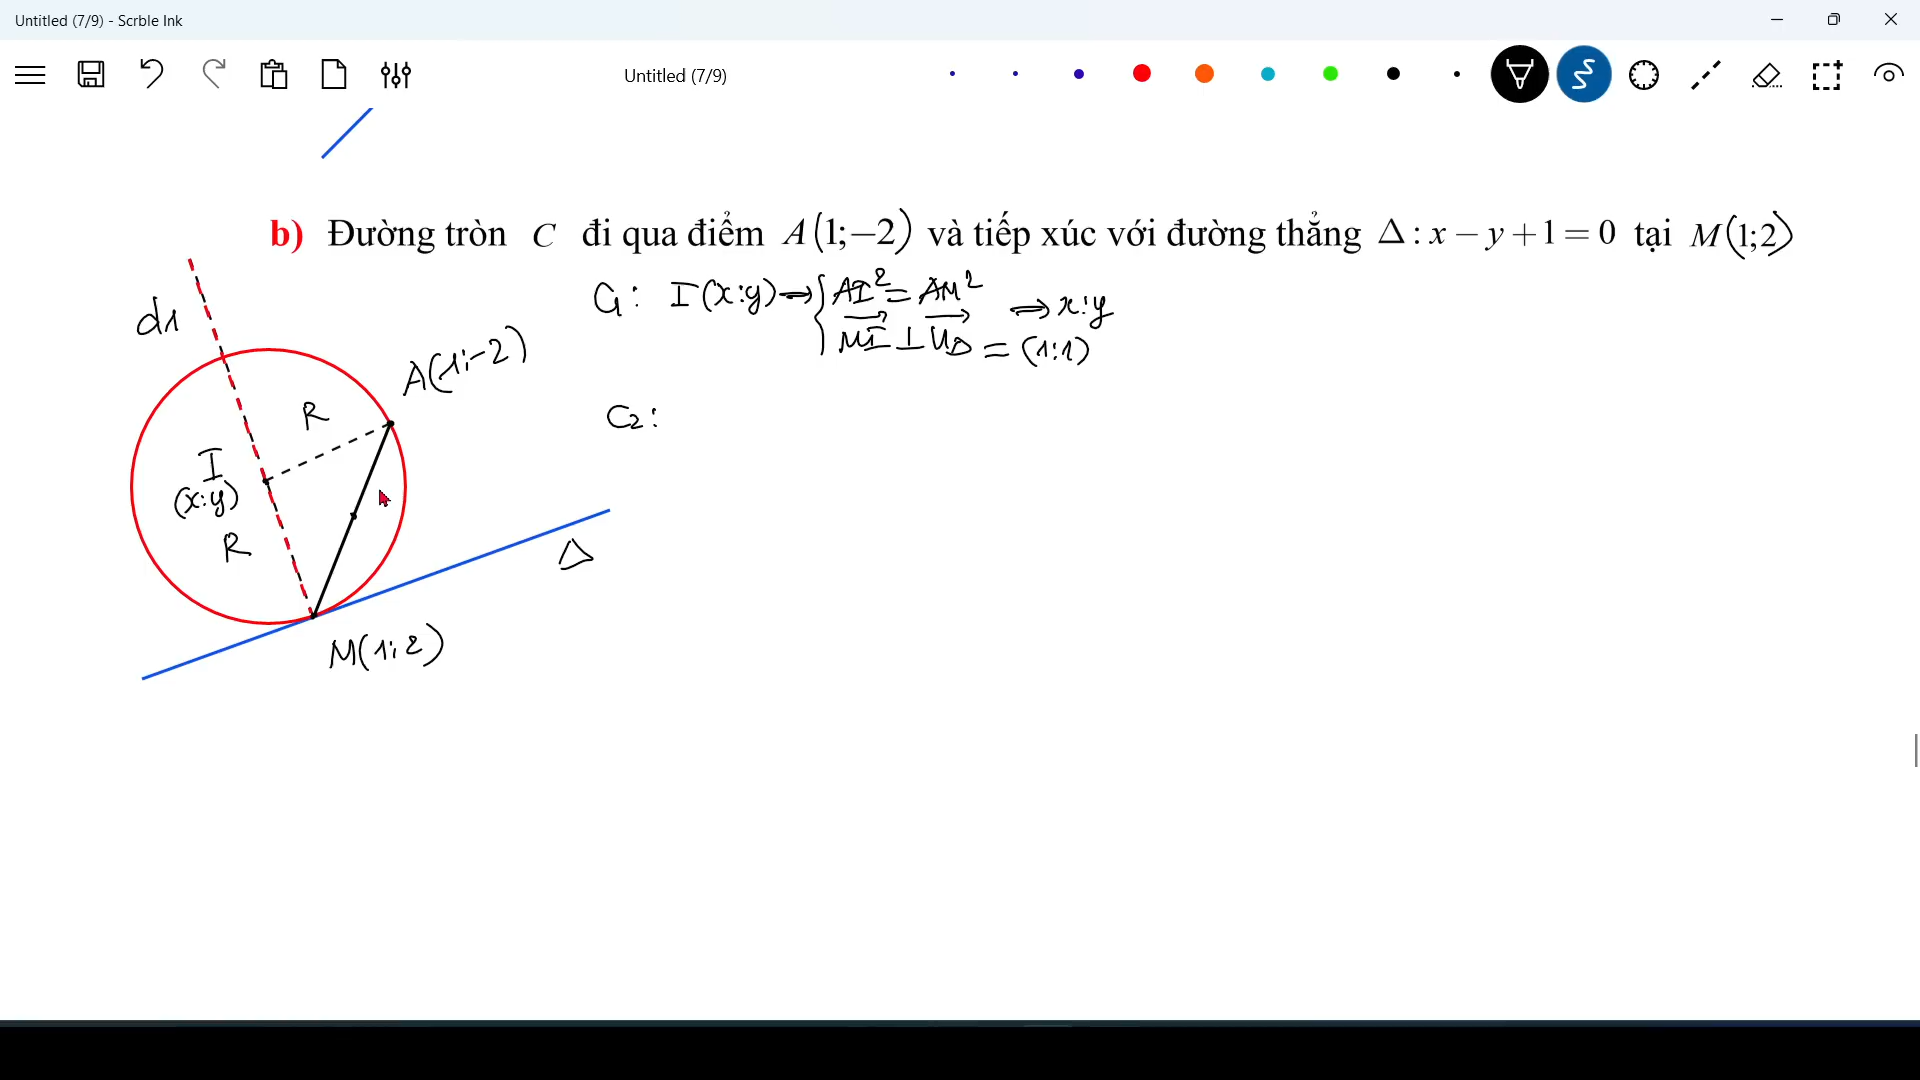 Untitled (7/9) - Scrble Ink
Untitled (7/9)
b) Đường tròn C đi qua điểm A(1;−2) và tiếp xúc với đường thẳng Δ : x − y + 1 = 0 tại M(1;2)
C1: I(x;y) ⇒ { AI² = AM²
MI ⊥ UΔ = (1;1)
⇒ x;y
C2:
d1
A(1;-2)
R
I
(x;y)
R
Δ
M(1;2)